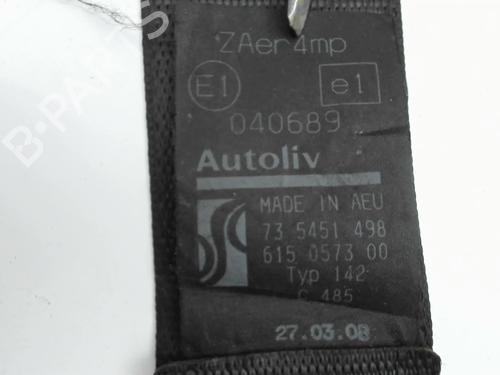 ZAer4mp
E1 e1
040689
Autoliv
MADE IN AEU
73 5451 498
615 0573 00
Typ 142
C 485
27.03.08
B-PARTS